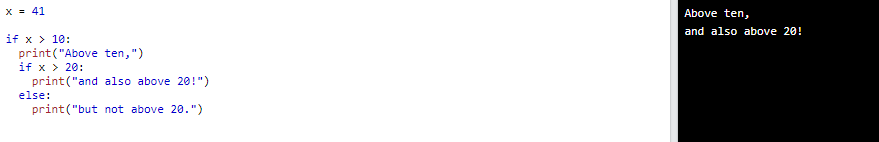 x = 41

if x > 10:
  print("Above ten,")
  if x > 20:
    print("and also above 20!")
  else:
    print("but not above 20.")
Above ten,
and also above 20!